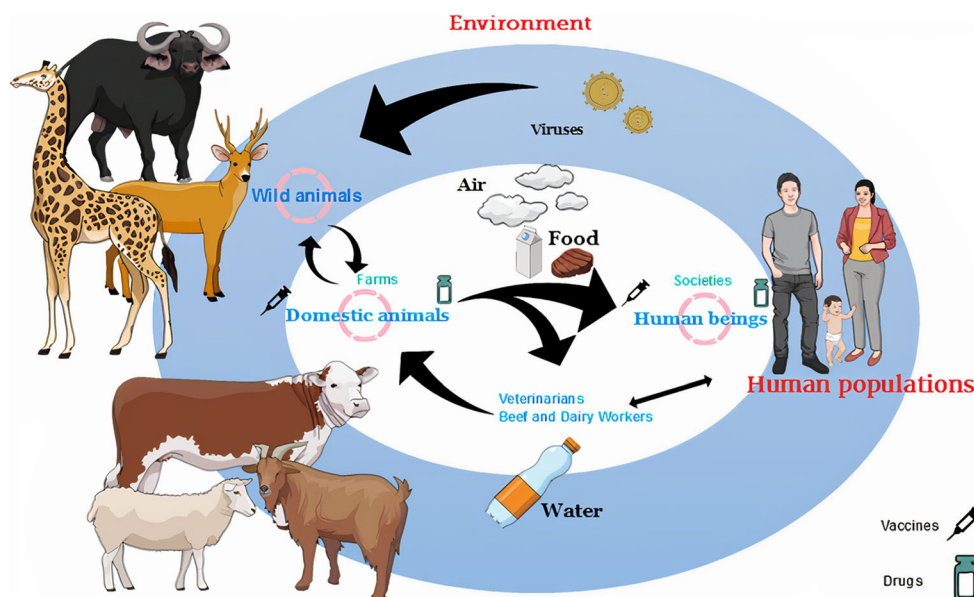 Environment
Viruses
Air
Wild animals
Food
Farms
Societies
Domestic animals
Human beings
Human populations
Veterinarians
Beef and Dairy Workers
Water
Vaccines
Drugs